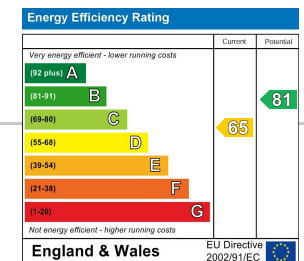 Energy Efficiency Rating
Current Potential
Very energy efficient - lower running costs
(92 plus) A
(81-91) B
81
(69-80) C
65
(55-68) D
(39-54) E
(21-38) F
(1-20) G
Not energy efficient - higher running costs
England & Wales
EU Directive
2002/91/EC